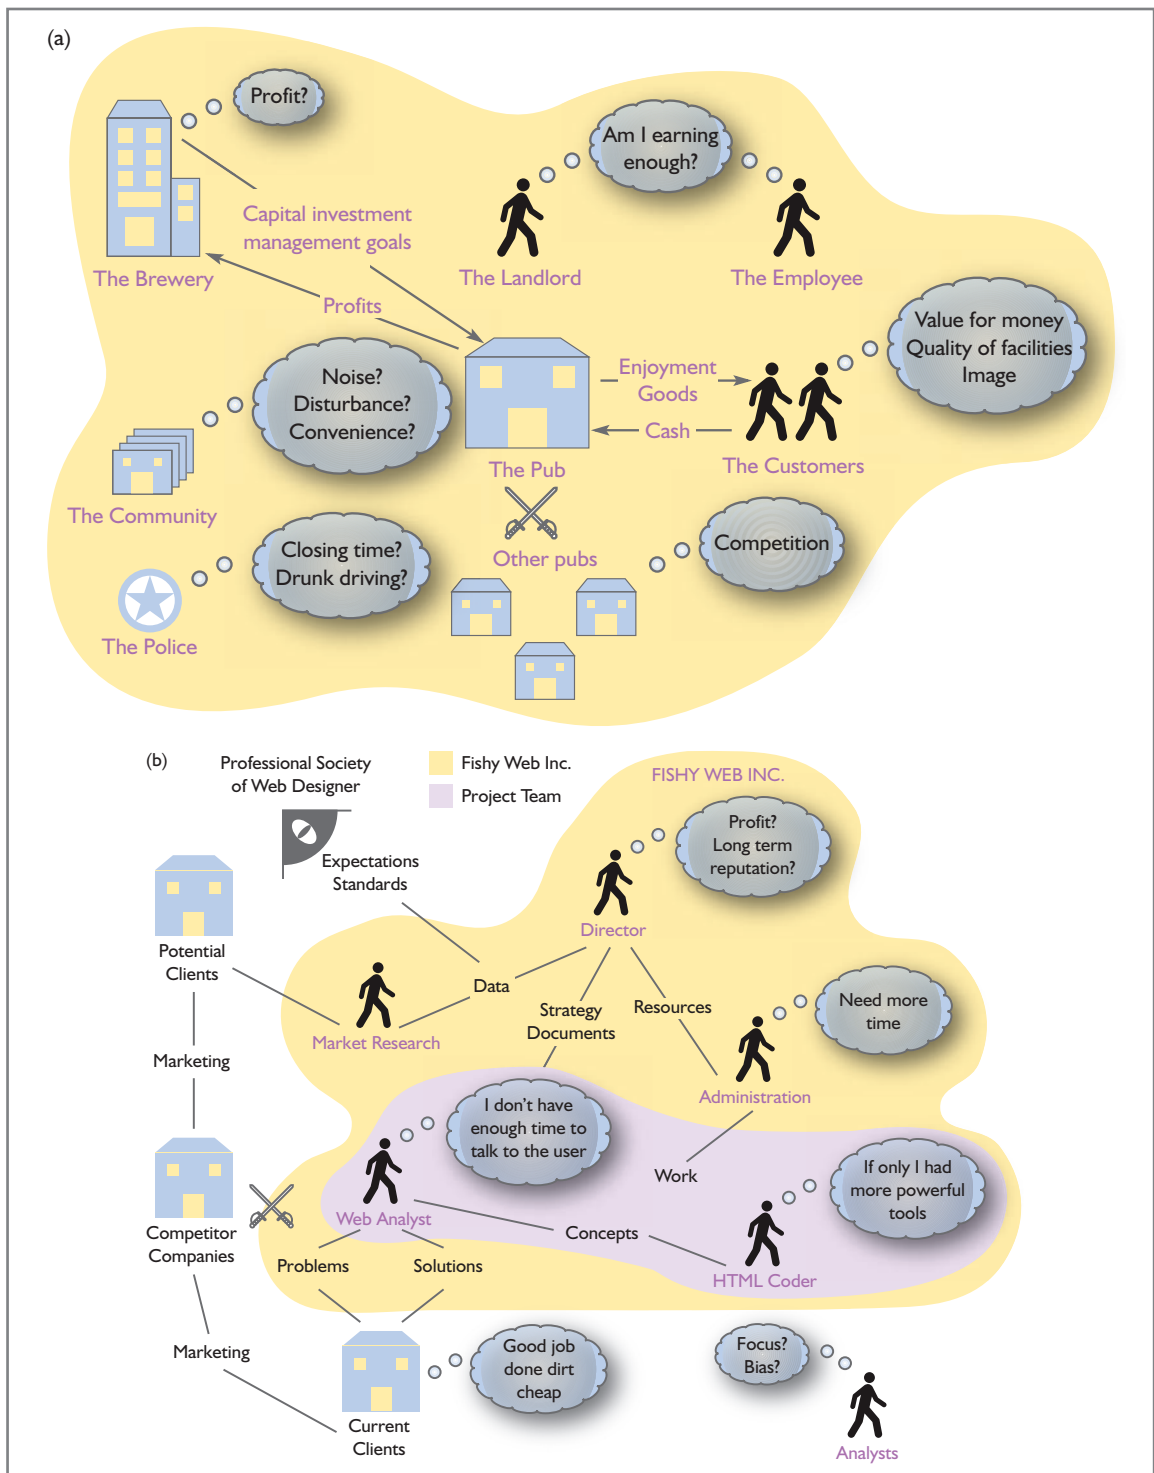 (a)
Profit?
Am I earning
enough?
Capital investment
management goals
The Brewery
The Landlord
The Employee
Profits
Value for money
Quality of facilities
Image
Noise?
Disturbance?
Convenience?
Enjoyment
Goods
Cash
The Pub
The Customers
The Community
Closing time?
Drunk driving?
Other pubs
Competition
The Police
(b)
Professional Society
of Web Designer
Fishy Web Inc.
Project Team
FISHY WEB INC.
Profit?
Long term
reputation?
Expectations
Standards
Director
Potential
Clients
Data
Strategy
Documents
Resources
Need more
time
Market Research
Marketing
Administration
I don't have
enough time to
talk to the user
Work
If only I had
more powerful
tools
Web Analyst
Competitor
Companies
Concepts
Problems
Solutions
HTML Coder
Marketing
Good job
done dirt
cheap
Focus?
Bias?
Current
Clients
Analysts